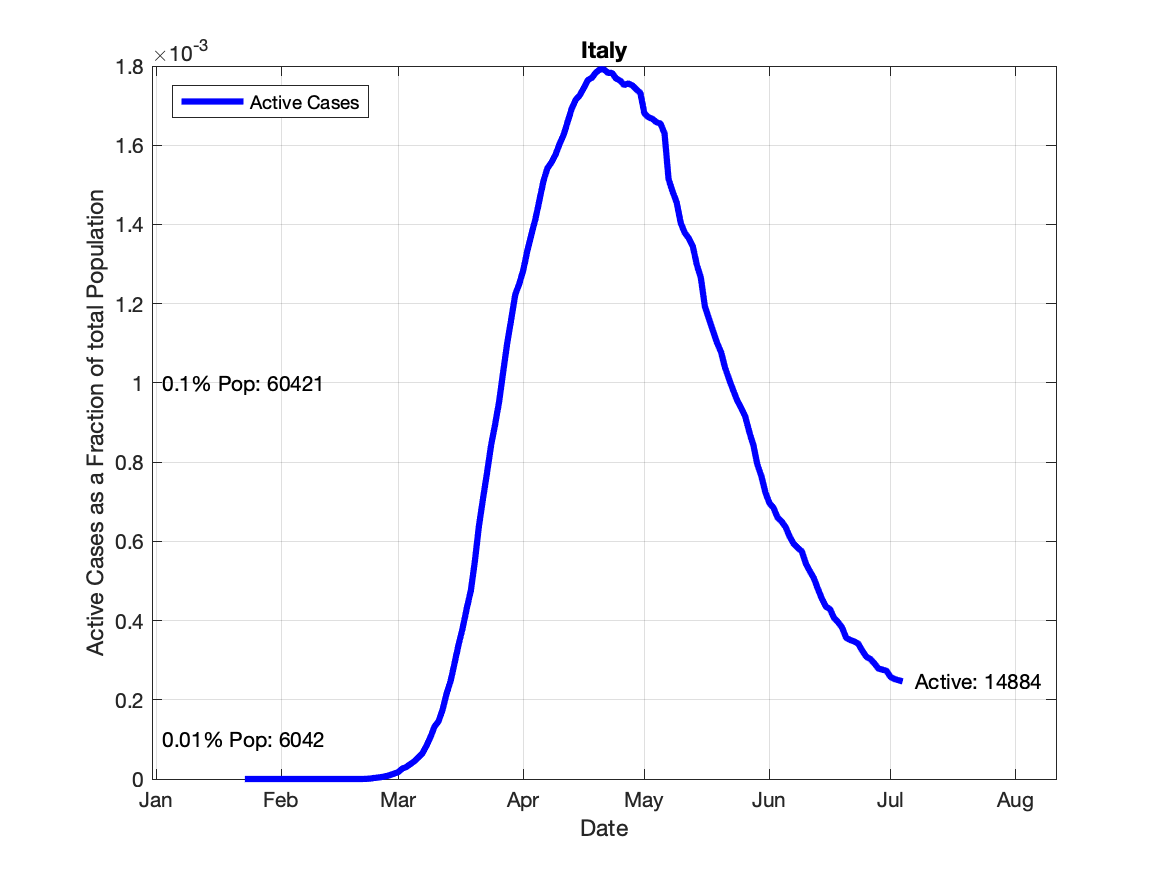 Italy
×10-3
1.8
1.6
1.4
1.2
1
0.8
0.6
0.4
0.2
0
Active Cases as a Fraction of total Population
Active Cases
0.1% Pop: 60421
0.01% Pop: 6042
Active: 14884
Jan Feb Mar Apr May Jun Jul Aug
Date